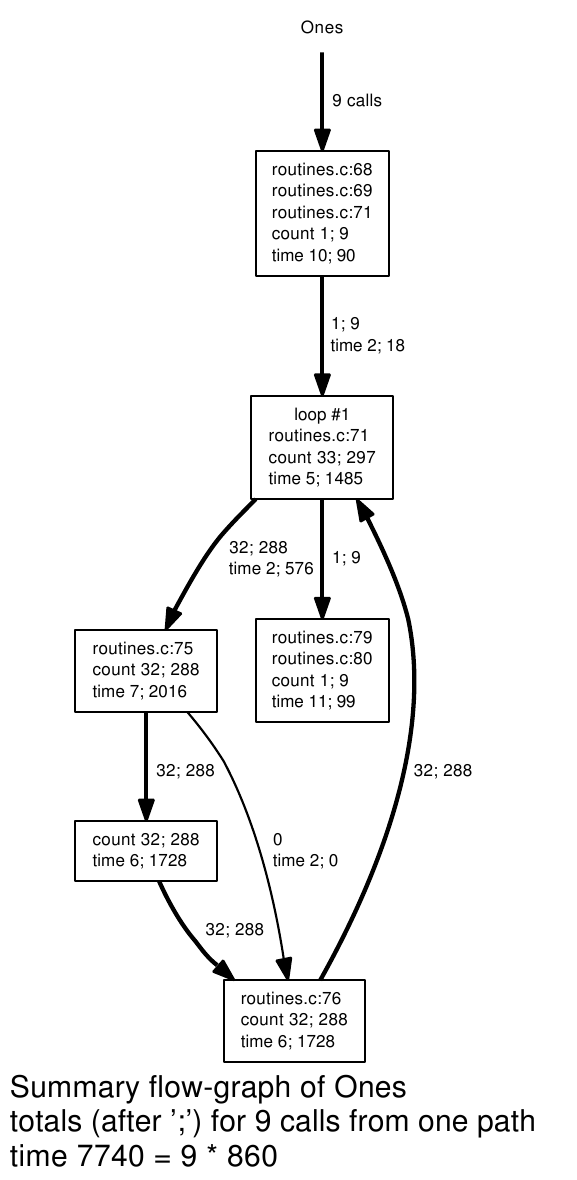 Ones
9 calls
routines.c:68
routines.c:69
routines.c:71
count 1; 9
time 10; 90
1; 9
time 2; 18
loop #1
routines.c:71
count 33; 297
time 5; 1485
32; 288
time 2; 576
1; 9
routines.c:75
count 32; 288
time 7; 2016
routines.c:79
routines.c:80
count 1; 9
time 11; 99
32; 288
32; 288
count 32; 288
time 6; 1728
0
time 2; 0
32; 288
routines.c:76
count 32; 288
time 6; 1728
Summary flow-graph of Ones
totals (after ';') for 9 calls from one path
time 7740 = 9 * 860